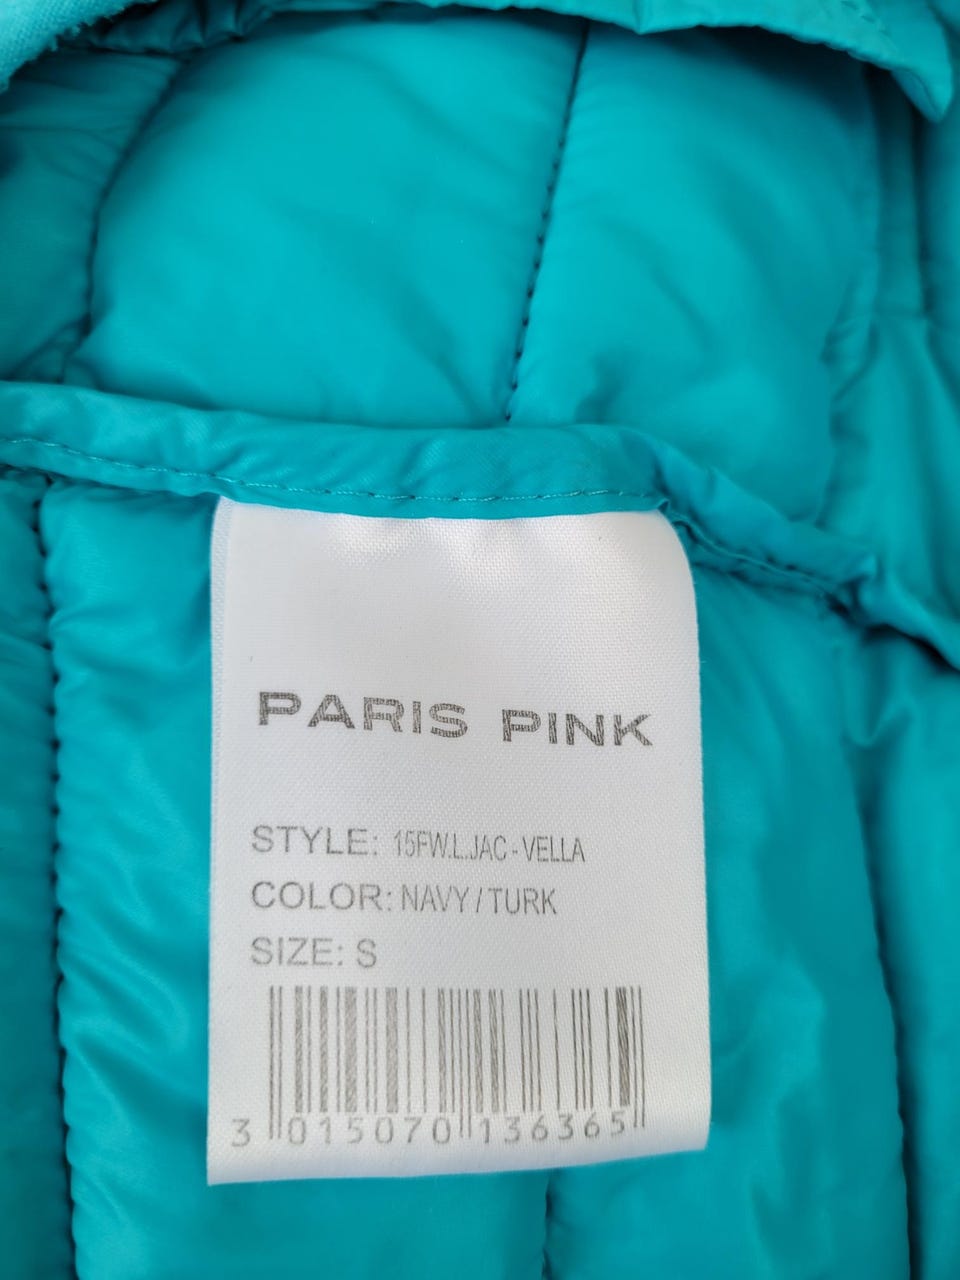 PARIS PINK
STYLE: 15FW.L.JAC-VELLA
COLOR: NAVY/TURK
SIZE: S
3 015070 136365